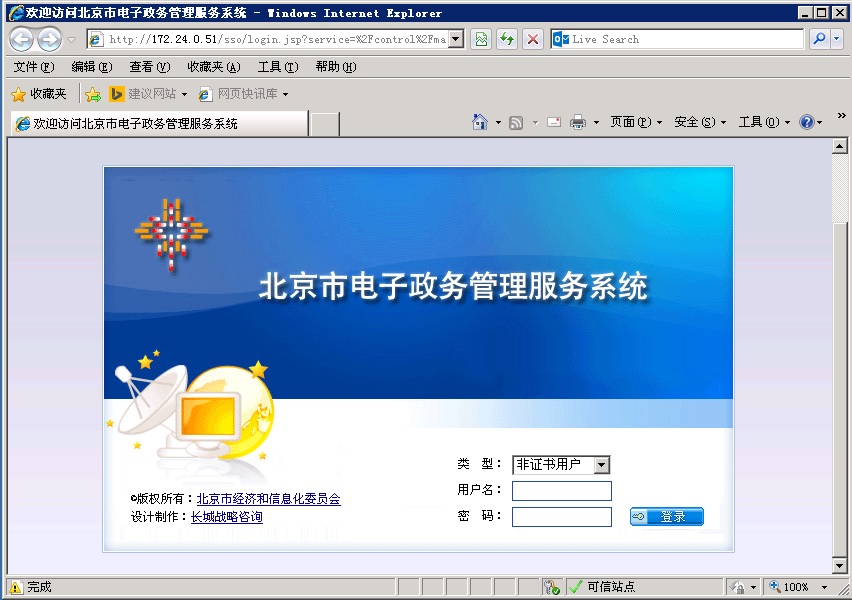 欢迎访问北京市电子政务管理服务系统 - Windows Internet Explorer
http://172.24.0.51/sso/login.jsp?service=%2Fcontrol%2Fma
Live Search
文件(F) 编辑(E) 查看(V) 收藏夹(A) 工具(T) 帮助(H)
收藏夹 建议网站 网页快讯库
欢迎访问北京市电子政务管理服务系统
页面(P) 安全(S) 工具(O) »
北京市电子政务管理服务系统
类 型: 非证书用户
用户名:
密 码: 登录
©版权所有:北京市经济和信息化委员会
设计制作:长城战略咨询
完成 可信站点 100%